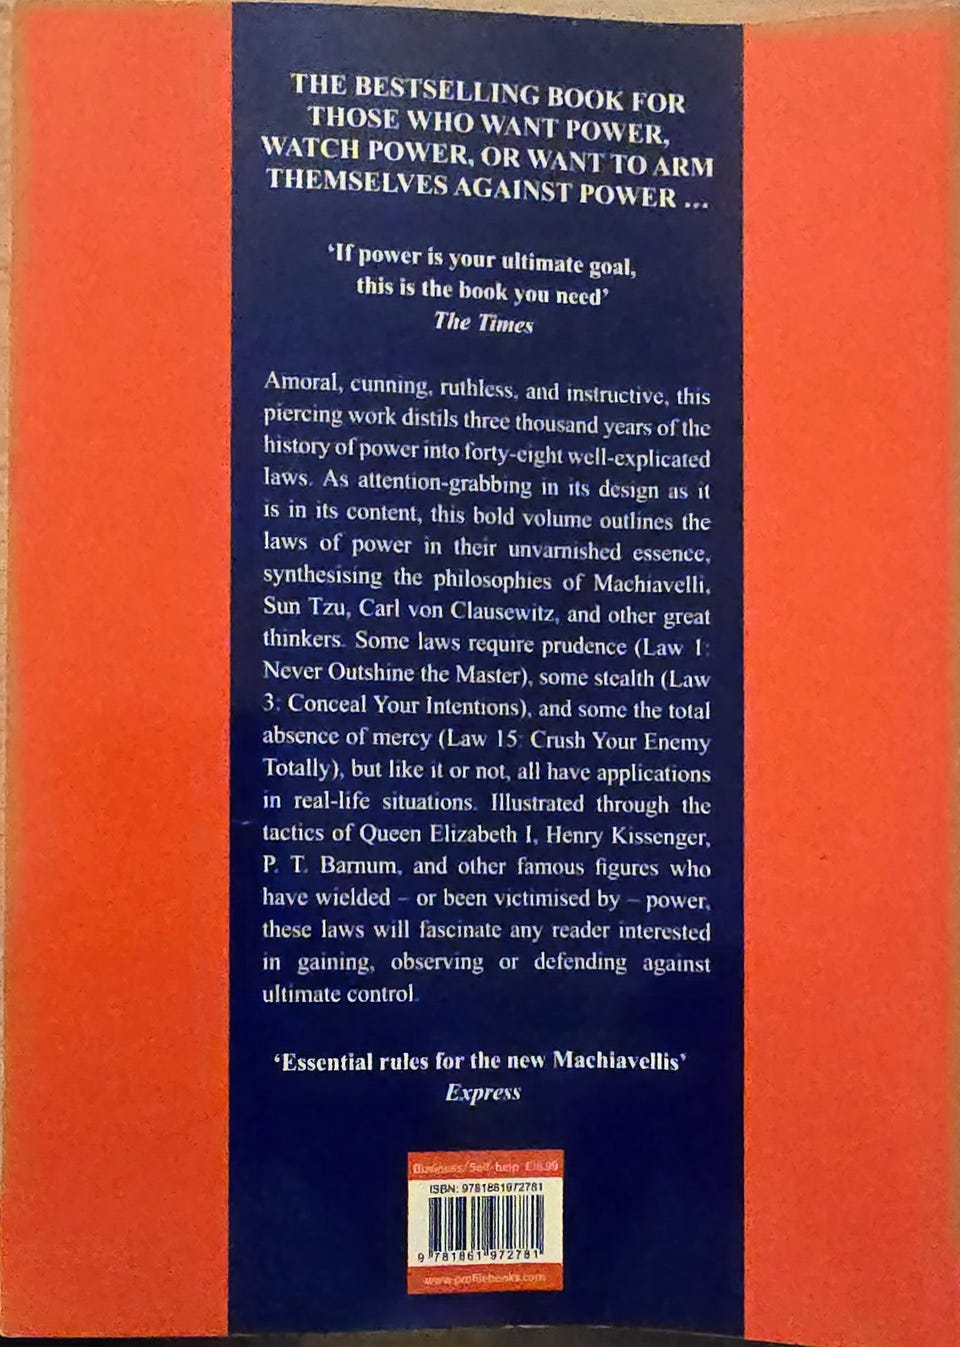 THE BESTSELLING BOOK FOR
THOSE WHO WANT POWER,
WATCH POWER, OR WANT TO ARM
THEMSELVES AGAINST POWER ...
‘If power is your ultimate goal,
this is the book you need’
The Times
Amoral, cunning, ruthless, and instructive, this
piercing work distils three thousand years of the
history of power into forty-eight well-explicated
laws. As attention-grabbing in its design as it
is in its content, this bold volume outlines the
laws of power in their unvarnished essence,
synthesising the philosophies of Machiavelli,
Sun Tzu, Carl von Clausewitz, and other great
thinkers. Some laws require prudence (Law 1:
Never Outshine the Master), some stealth (Law
3: Conceal Your Intentions), and some the total
absence of mercy (Law 15: Crush Your Enemy
Totally), but like it or not, all have applications
in real-life situations. Illustrated through the
tactics of Queen Elizabeth I, Henry Kissenger,
P. T. Barnum, and other famous figures who
have wielded – or been victimised by – power,
these laws will fascinate any reader interested
in gaining, observing or defending against
ultimate control.
‘Essential rules for the new Machiavellis’
Express
Business/Self-help £18.99
ISBN: 9781861972781
9 781861 972781
www.profilebooks.com